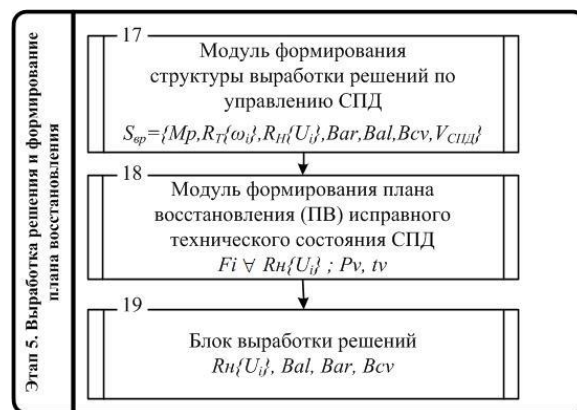 Этап 5. Выработка решения и формирование
плана восстановления
17
Модуль формирования
структуры выработки решений по
управлению СПД
Sвр={Mp,RT{ωi},RH{Ui},Bar,Bal,Bcv,VСПД}
18
Модуль формирования плана
восстановления (ПВ) исправного
технического состояния СПД
Fi ∀ Rн{Ui} ; Pv, tv
19
Блок выработки решений
Rн{Ui}, Bal, Bar, Bcv